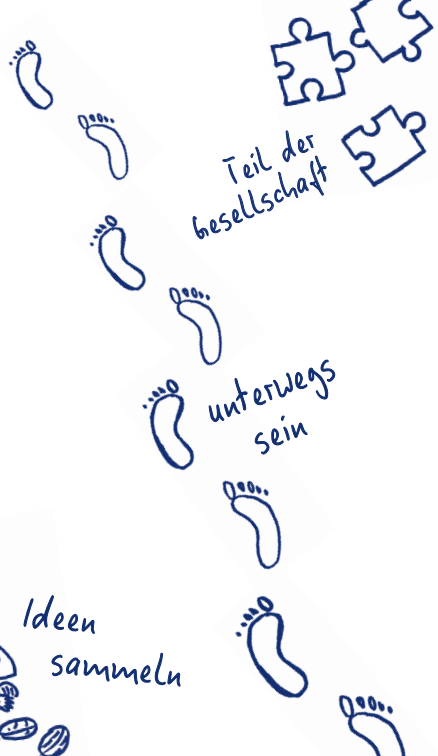 Teil der
Gesellschaft
unterwegs
sein
Ideen
sammeln